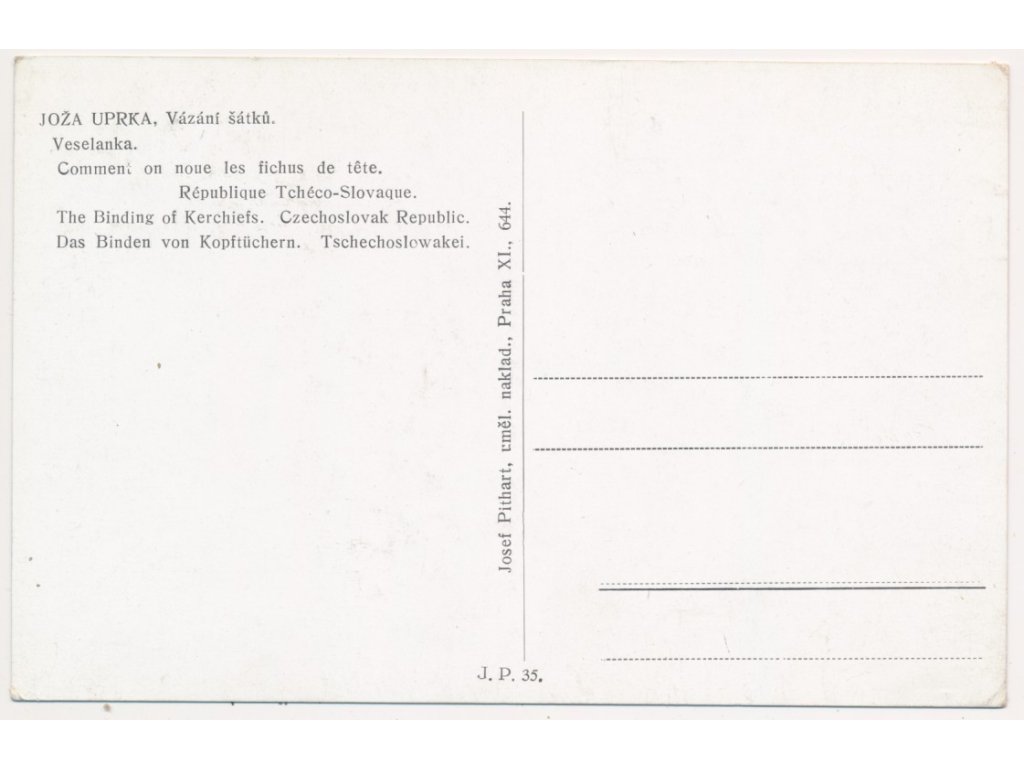 JOŽA UPRKA, Vázání šátků.
Veselanka.
Comment on noue les fichus de tête.
République Tchéco-Slovaque.
The Binding of Kerchiefs. Czechoslovak Republic.
Das Binden von Kopftüchern. Tschechoslowakei.
Josef Pithart, uměl. naklad., Praha XI., 644.
J. P. 35.